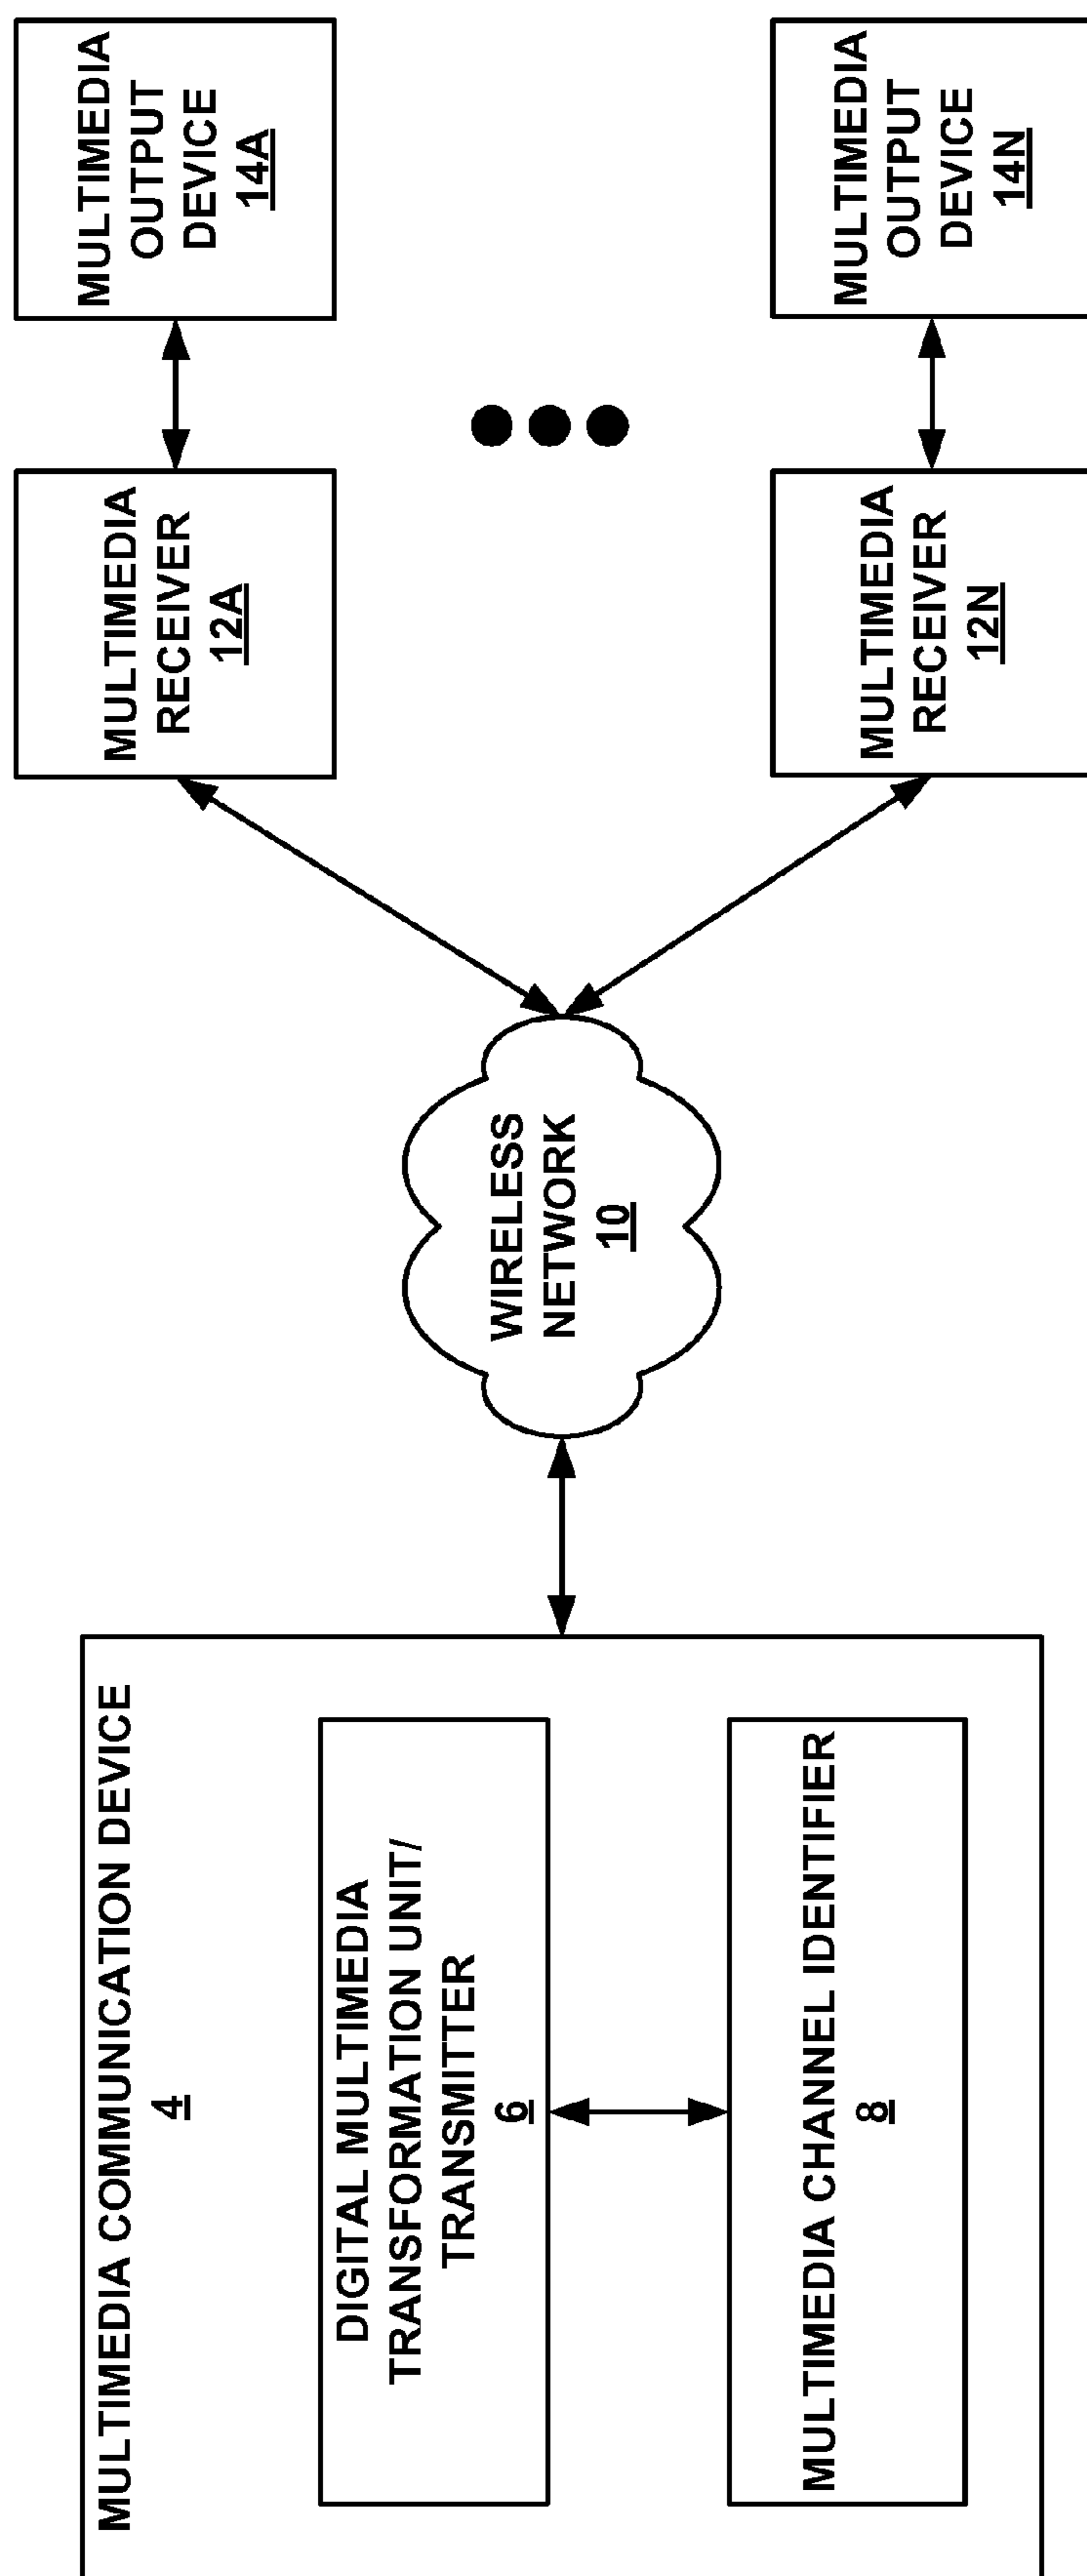 MULTIMEDIA COMMUNICATION DEVICE
4
DIGITAL MULTIMEDIA
TRANSFORMATION UNIT/
TRANSMITTER
6
MULTIMEDIA CHANNEL IDENTIFIER
8
WIRELESS
NETWORK
10
MULTIMEDIA
RECEIVER
12A
MULTIMEDIA
OUTPUT
DEVICE
14A
MULTIMEDIA
RECEIVER
12N
MULTIMEDIA
OUTPUT
DEVICE
14N